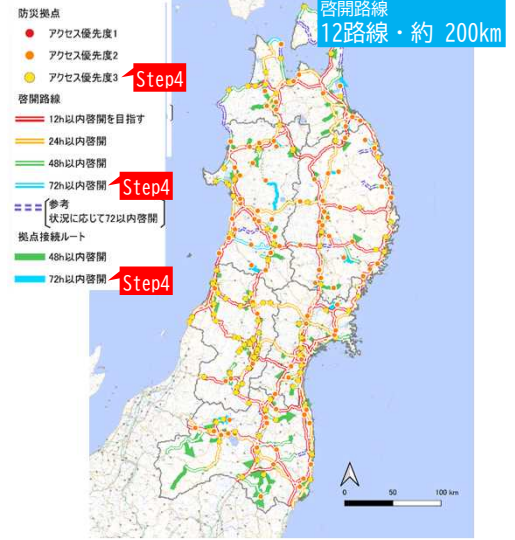 啓開路線
12路線・約 200km
防災拠点
アクセス優先度1
アクセス優先度2
アクセス優先度3
Step4
啓開路線
12h以内啓開を目指す
24h以内啓開
48h以内啓開
72h以内啓開
Step4
参考
状況に応じて72以内啓開
拠点接続ルート
48h以内啓開
72h以内啓開
Step4
0 50 100 km